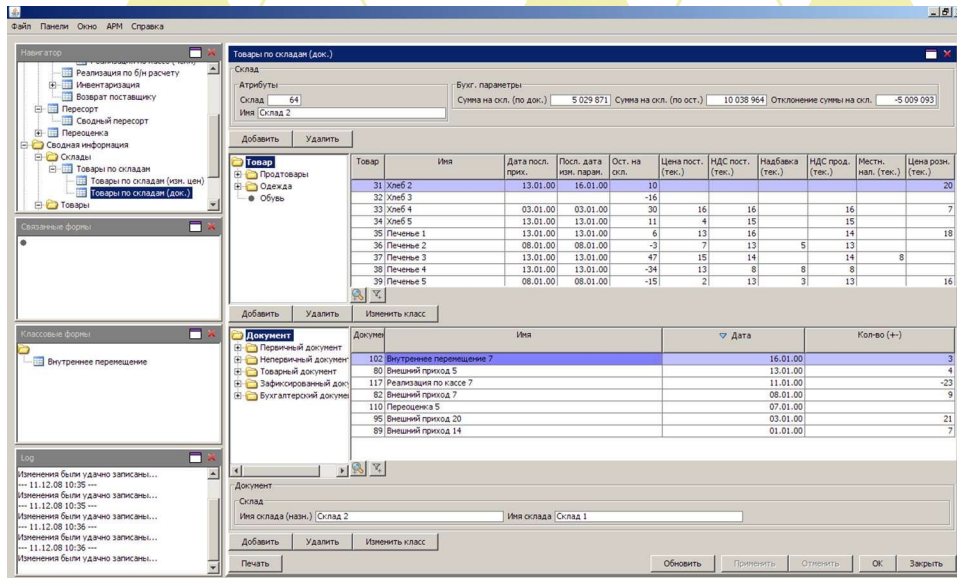 Файл Панели Окно АРМ Справка
Навигатор
Реализация по б/н расчету
Инвентаризация
Возврат поставщику
Пересорт
Сводный пересорт
Переоценка
Сводная информация
Склады
Товары по складам
Товары по складам (изм. цен)
Товары по складам (док.)
Товары
Связанные формы
Классовые формы
Внутреннее перемещение
Log
Изменения были удачно записаны...
--- 11.12.08 10:35 ---
Изменения были удачно записаны...
--- 11.12.08 10:35 ---
Изменения были удачно записаны...
--- 11.12.08 10:36 ---
Изменения были удачно записаны...
--- 11.12.08 10:36 ---
Изменения были удачно записаны...
Товары по складам (док.)
Склад
Атрибуты
Склад 64
Имя Склад 2
Бухг. параметры
Сумма на скл. (по док.) 5 029 871 Сумма на скл. (по ост.) 10 038 964 Отклонение суммы на скл. -5 009 093
Добавить Удалить
Товар
Продтовары
Одежда
Обувь
Товар Имя Дата посл. прих. Посл. дата изм. парам. Ост. на скл. Цена пост. (тек.) НДС пост. (тек.) Надбавка (тек.) НДС прод. (тек.) Местн. нал. (тек.) Цена розн. (тек.)
31 Хлеб 2 13.01.00 16.01.00 10 20
32 Хлеб 3 -16
33 Хлеб 4 03.01.00 03.01.00 30 16 16 16 7
34 Хлеб 5 13.01.00 13.01.00 11 4 15 15
35 Печенье 1 13.01.00 13.01.00 6 13 16 14 18
36 Печенье 2 08.01.00 08.01.00 -3 7 13 5 13
37 Печенье 3 13.01.00 13.01.00 47 15 14 14 8
38 Печенье 4 13.01.00 13.01.00 -34 13 8 8 8
39 Печенье 5 08.01.00 08.01.00 -15 2 13 3 13 16
Добавить Удалить Изменить класс
Документ
Первичный документ
Непервичный документ
Товарный документ
Зафиксированный доку
Бухгалтерский докумен
Докумен Имя Дата Кол-во (+-)
102 Внутреннее перемещение 7 16.01.00 3
80 Внешний приход 5 13.01.00 4
117 Реализация по кассе 7 11.01.00 -23
82 Внешний приход 7 08.01.00 9
110 Переоценка 5 07.01.00
95 Внешний приход 20 03.01.00 21
89 Внешний приход 14 01.01.00 7
Документ
Склад
Имя склада (назн.) Склад 2 Имя склада Склад 1
Добавить Удалить Изменить класс
Печать Обновить Применить Отменить OK Закрыть